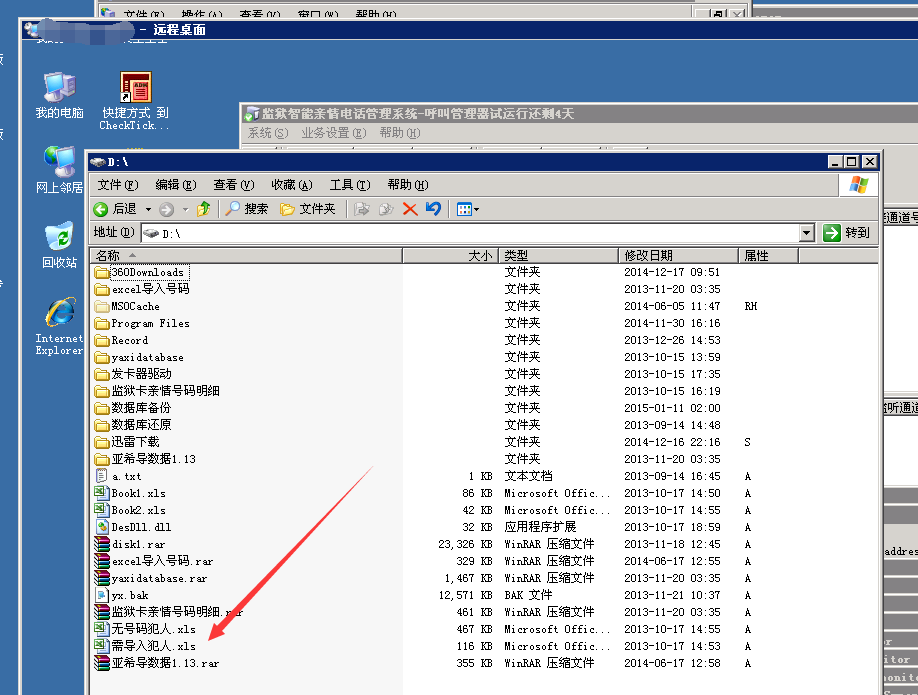 文件(F) 操作(A) 查看(V) 窗口(W) 帮助(H)
- 远程桌面
我的电脑
快捷方式 到
CheckTick...
网上邻居
回收站
Internet
Explorer
监狱智能亲情电话管理系统-呼叫管理器试运行还剩4天
系统(S) 业务设置(E) 帮助(H)
D:\
文件(F) 编辑(E) 查看(V) 收藏(A) 工具(T) 帮助(H)
后退 搜索 文件夹
地址(D) D:\ 转到
名称 大小 类型 修改日期 属性
360Downloads 文件夹 2014-12-17 09:51
excel导入号码 文件夹 2013-11-20 03:35
MSOCache 文件夹 2014-06-05 11:47 RH
Program Files 文件夹 2014-11-30 16:16
Record 文件夹 2013-12-26 14:53
yaxidatabase 文件夹 2013-10-15 13:59
发卡器驱动 文件夹 2013-10-15 17:35
监狱卡亲情号码明细 文件夹 2013-10-15 16:19
数据库备份 文件夹 2015-01-11 02:00
数据库还原 文件夹 2013-09-14 14:48
迅雷下载 文件夹 2014-12-16 22:16 S
亚希导数据1.13 文件夹 2013-11-20 03:35
a.txt 1 KB 文本文档 2013-09-14 16:45 A
Book1.xls 86 KB Microsoft Offic... 2013-10-17 14:50 A
Book2.xls 42 KB Microsoft Offic... 2013-10-17 14:55 A
DesDll.dll 32 KB 应用程序扩展 2013-10-17 18:59 A
disk1.rar 23,326 KB WinRAR 压缩文件 2013-11-18 12:45 A
excel导入号码.rar 329 KB WinRAR 压缩文件 2014-06-17 12:55 A
yaxidatabase.rar 1,467 KB WinRAR 压缩文件 2013-11-20 03:35 A
yx.bak 12,571 KB BAK 文件 2013-11-21 10:37 A
监狱卡亲情号码明细.rar 461 KB WinRAR 压缩文件 2013-11-20 03:35 A
无号码犯人.xls 467 KB Microsoft Offic... 2013-10-17 14:55 A
需导入犯人.xls 116 KB Microsoft Offic... 2013-10-17 14:53 A
亚希导数据1.13.rar 355 KB WinRAR 压缩文件 2014-06-17 12:58 A
通道号
监听通道
addres